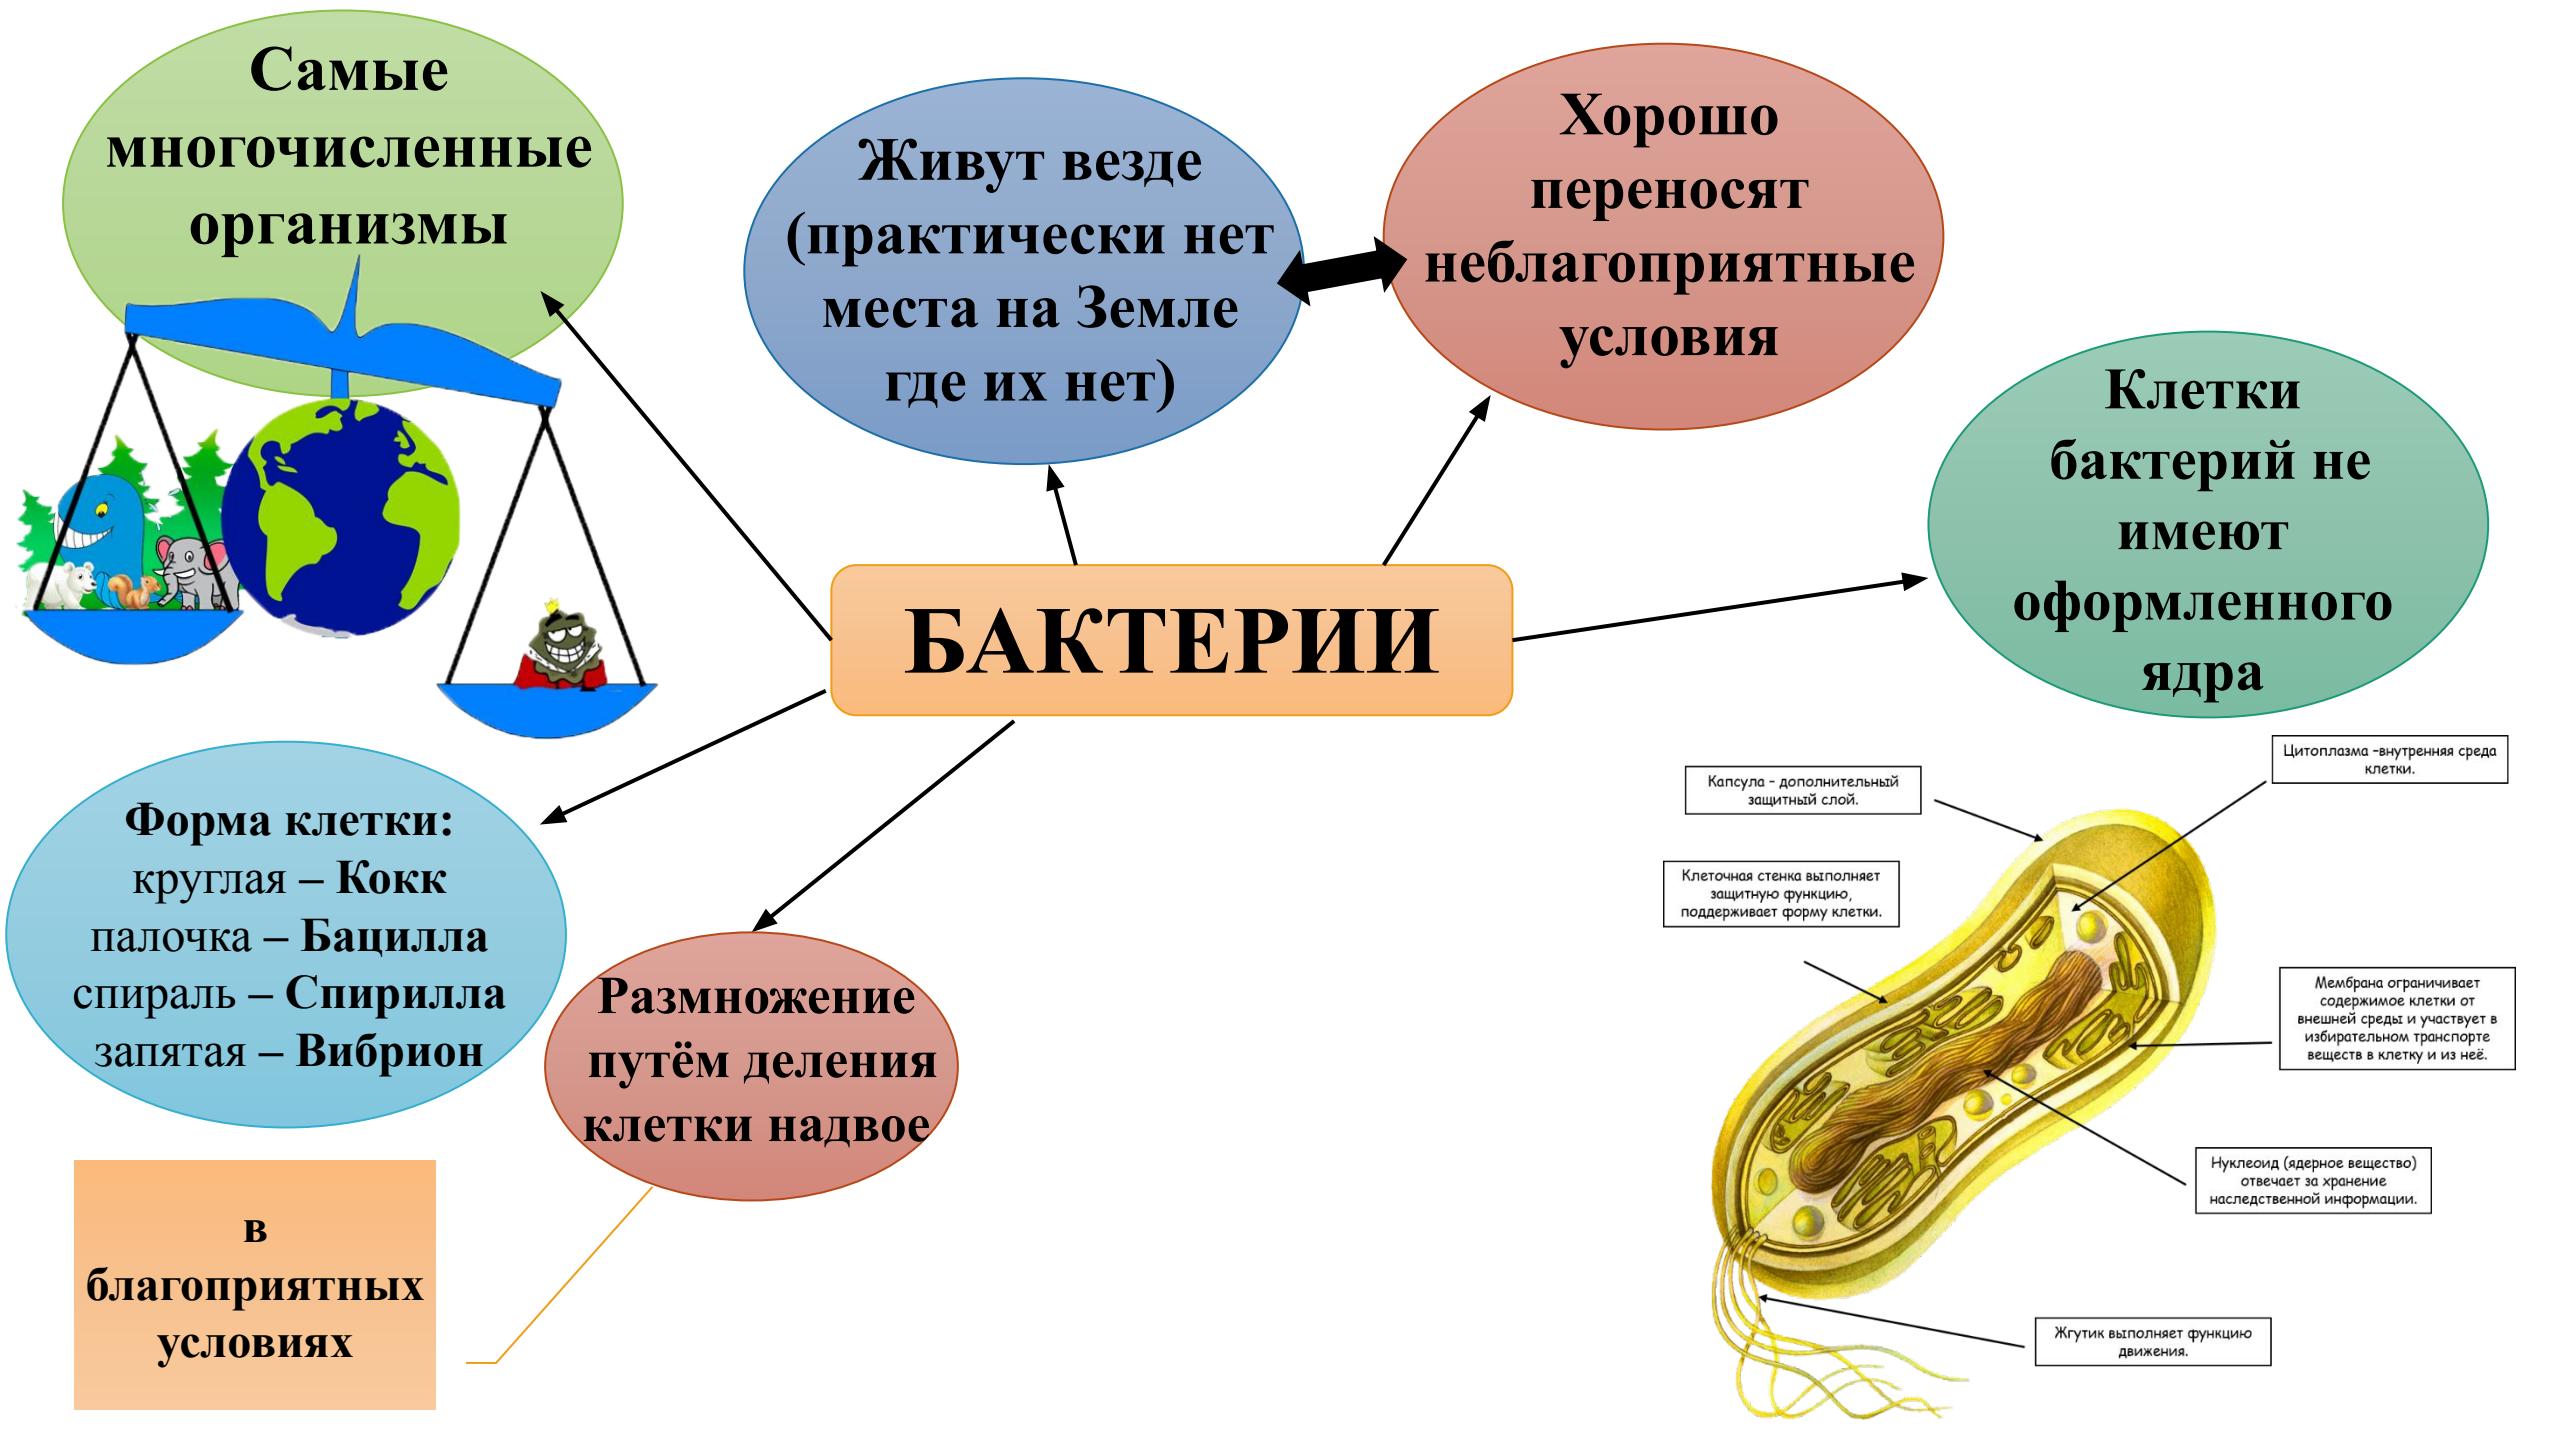 Самые
многочисленные
организмы
Живут везде
(практически нет
места на Земле
где их нет)
Хорошо
переносят
неблагоприятные
условия
Клетки
бактерий не
имеют
оформленного
ядра
БАКТЕРИИ
Форма клетки:
круглая – Кокк
палочка – Бацилла
спираль – Спирилла
запятая – Вибрион
Размножение
путём деления
клетки надвое
в
благоприятных
условиях
Цитоплазма –внутренняя среда
клетки.
Капсула – дополнительный
защитный слой.
Клеточная стенка выполняет
защитную функцию,
поддерживает форму клетки.
Мембрана ограничивает
содержимое клетки от
внешней среды и участвует в
избирательном транспорте
веществ в клетку и из неё.
Нуклеоид (ядерное вещество)
отвечает за хранение
наследственной информации.
Жгутик выполняет функцию
движения.